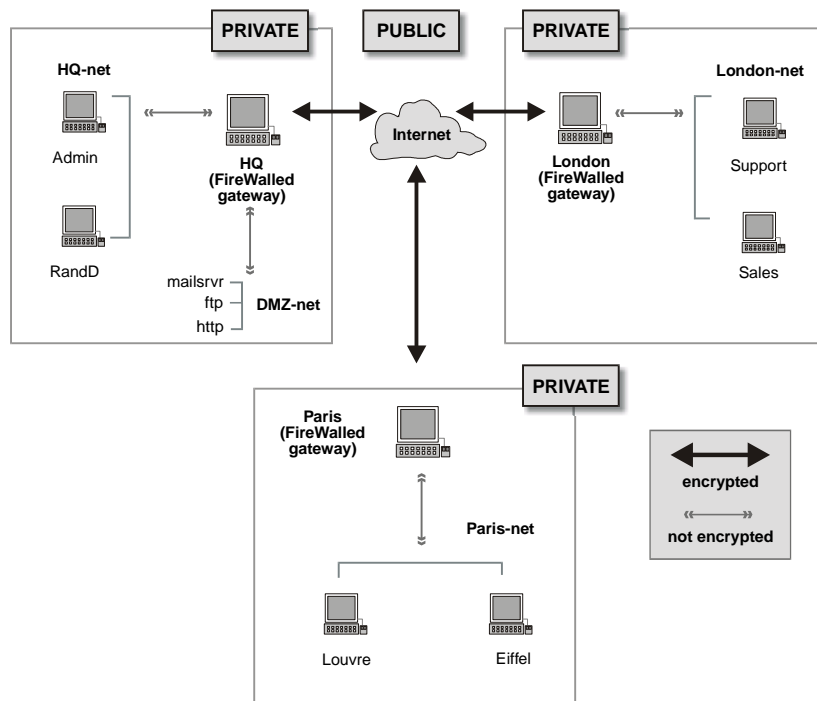 PRIVATE
PUBLIC
PRIVATE
HQ-net
Admin
RandD
HQ
(FireWalled
gateway)
mailsrvr
ftp
http
DMZ-net
Internet
London-net
London
(FireWalled
gateway)
Support
Sales
PRIVATE
Paris
(FireWalled
gateway)
Paris-net
Louvre
Eiffel
encrypted
not encrypted